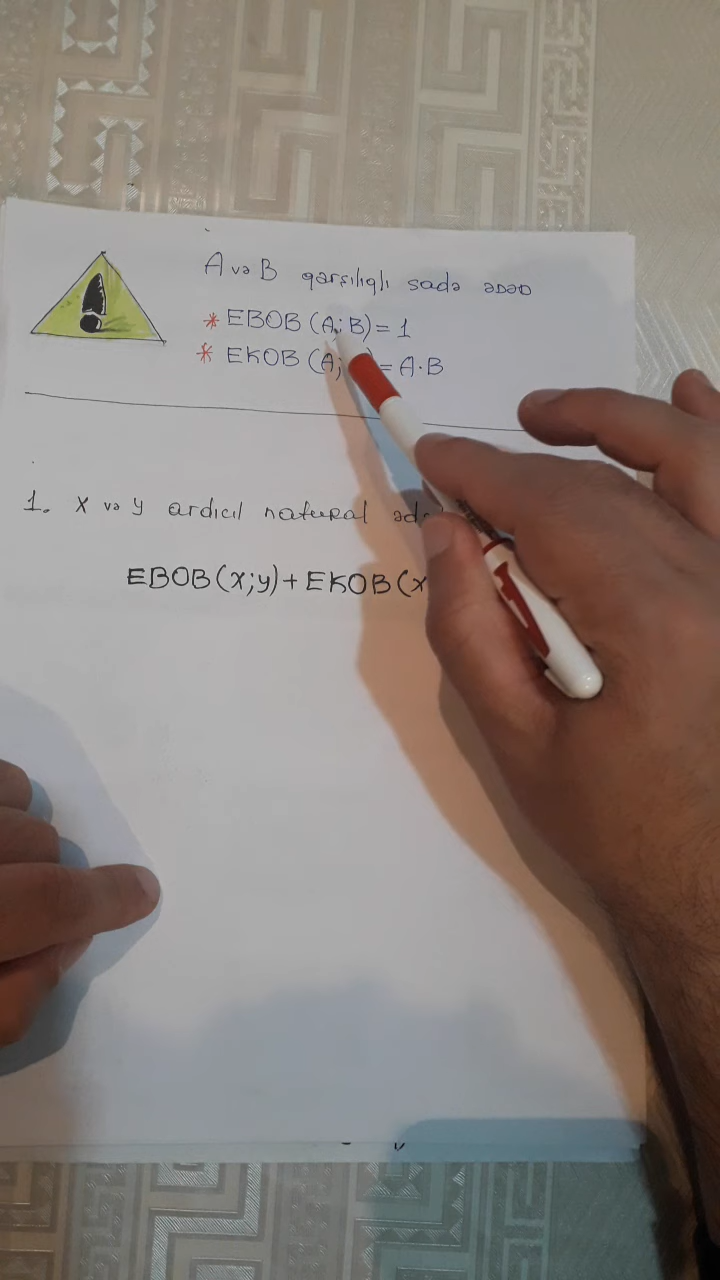 A və B qarşılıqlı sadə ədəd
* EBOB (A; B) = 1
* EKOB (A; = A·B
1. X və y ardıcıl natural
EBOB (x; y) + EKOB (x